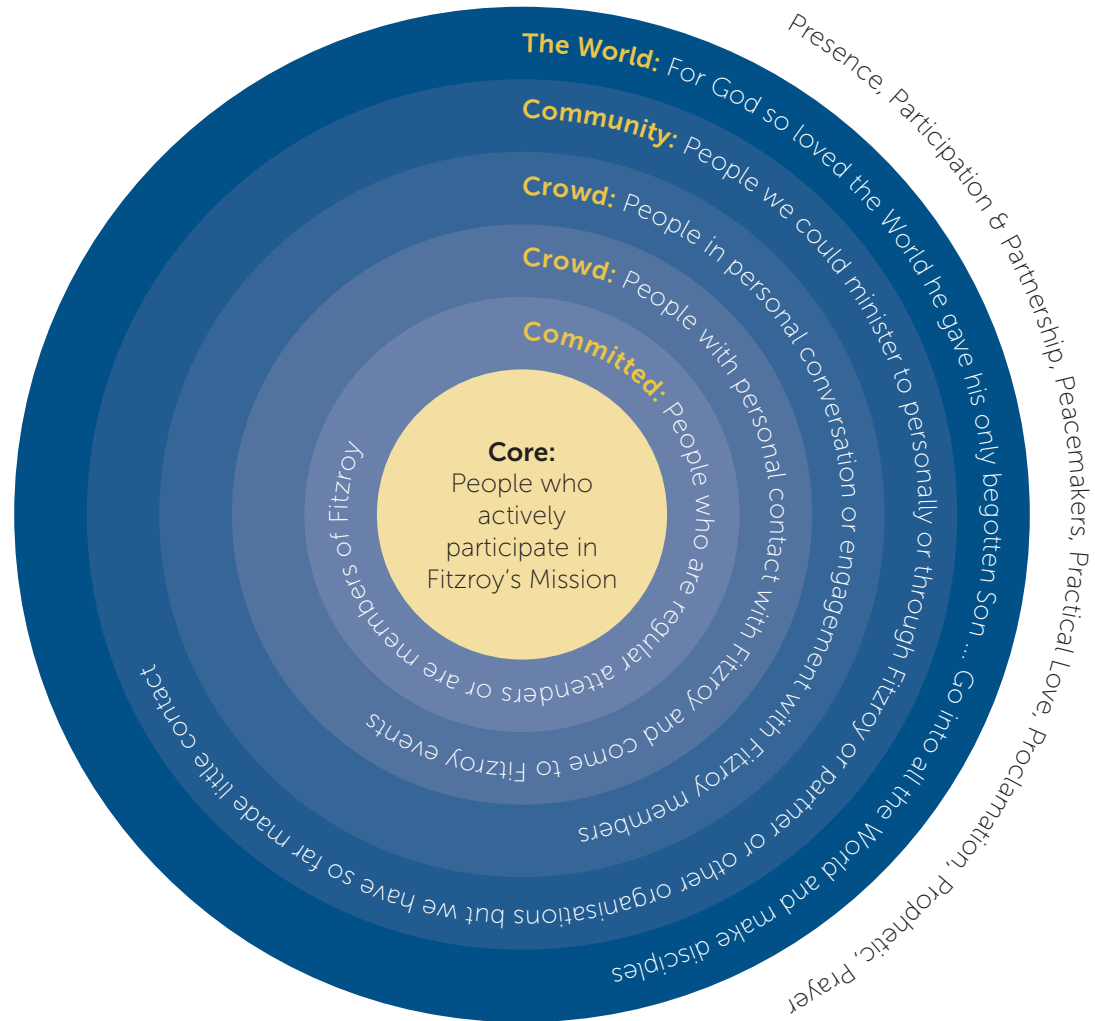 The World: For God so loved the World he gave his only begotten Son ... Go into all the World and make disciples
Community: People we could minister to personally or through Fitzroy or partner or other organisations but we have so far made little contact
Crowd: People in personal conversation or engagement with Fitzroy members
Crowd: People with personal contact with Fitzroy and come to Fitzroy events
Committed: People who are regular attenders or are members of Fitzroy
Core:
People who
actively
participate in
Fitzroy’s Mission
Presence, Participation & Partnership, Peacemakers, Practical Love, Proclamation, Prophetic, Prayer